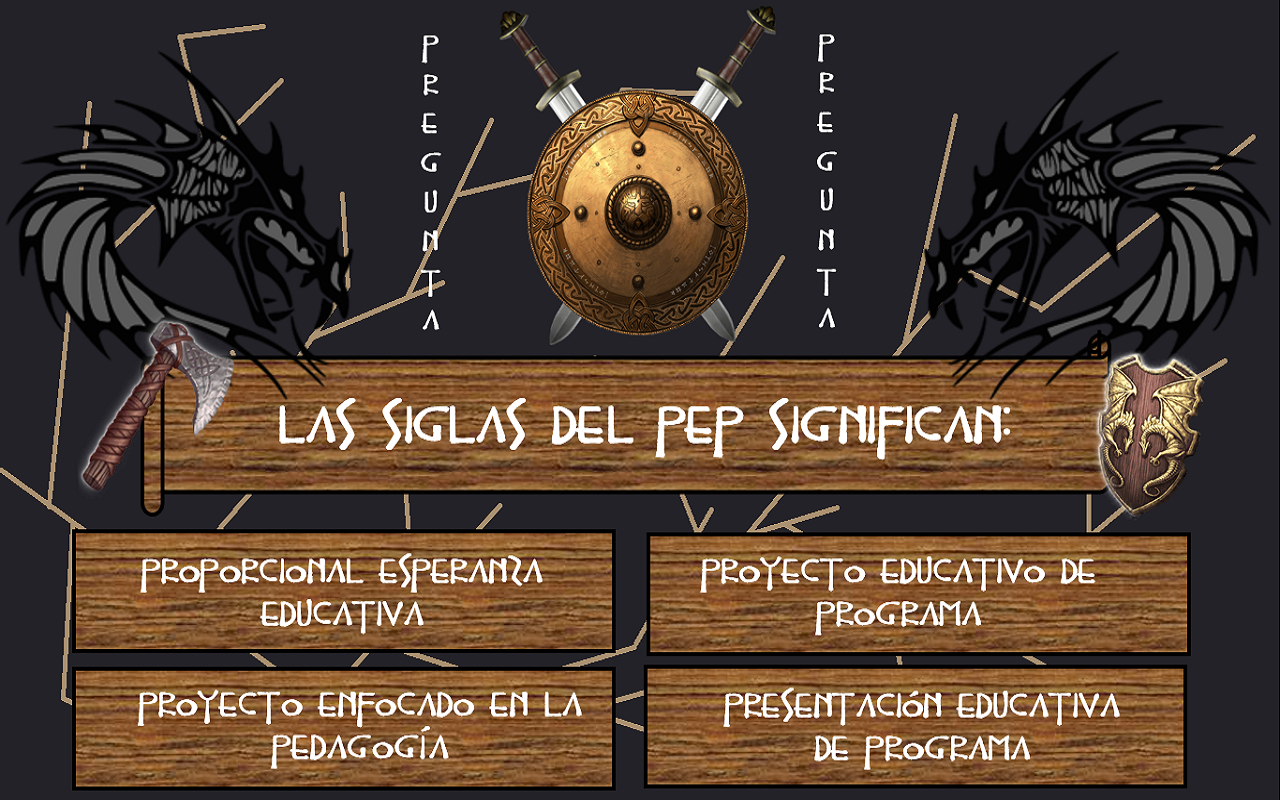 PREGUNTA
PREGUNTA
LAS SIGLAS DEL PEP SIGNIFICAN:
PROPORCIONAL ESPERANZA
EDUCATIVA
PROYECTO EDUCATIVO DE
PROGRAMA
PROYECTO ENFOCADO EN LA
PEDAGOGÍA
PRESENTACIÓN EDUCATIVA
DE PROGRAMA